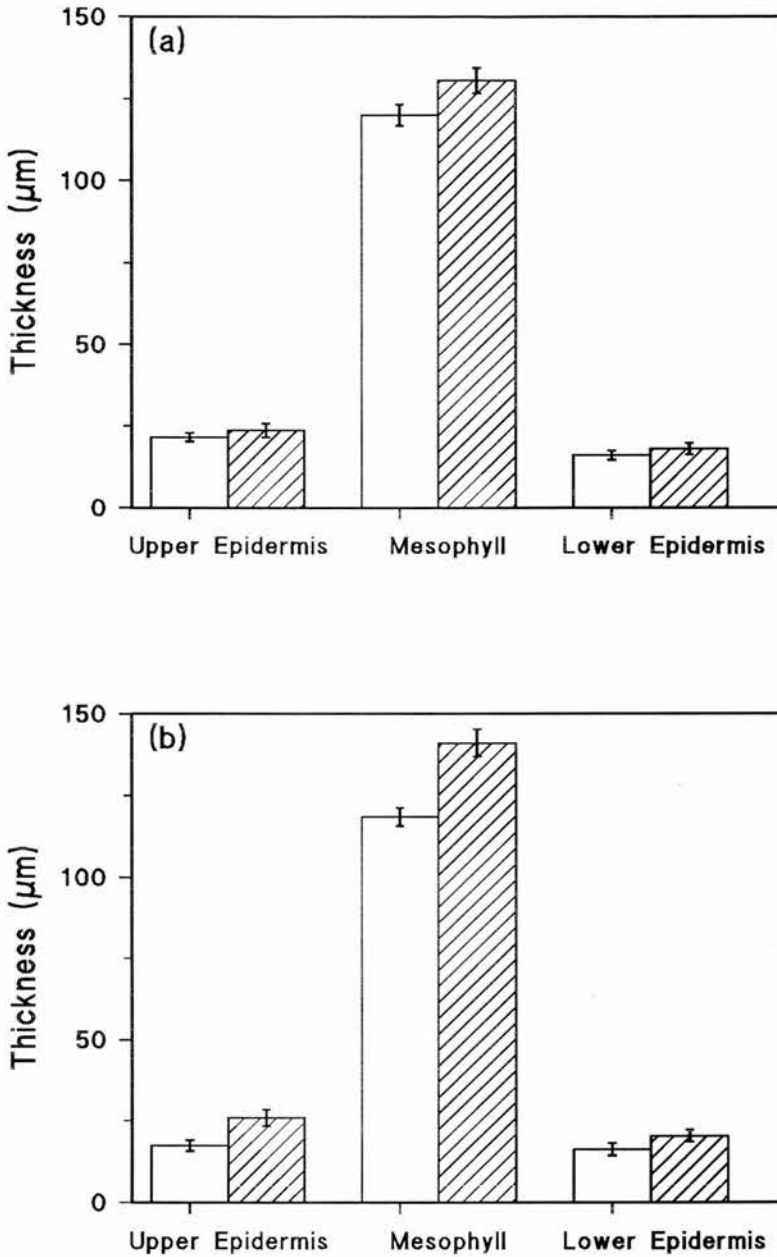 (a)
Thickness (μm)
150
100
50
0
Upper Epidermis
Mesophyll
Lower Epidermis
(b)
Thickness (μm)
150
100
50
0
Upper Epidermis
Mesophyll
Lower Epidermis